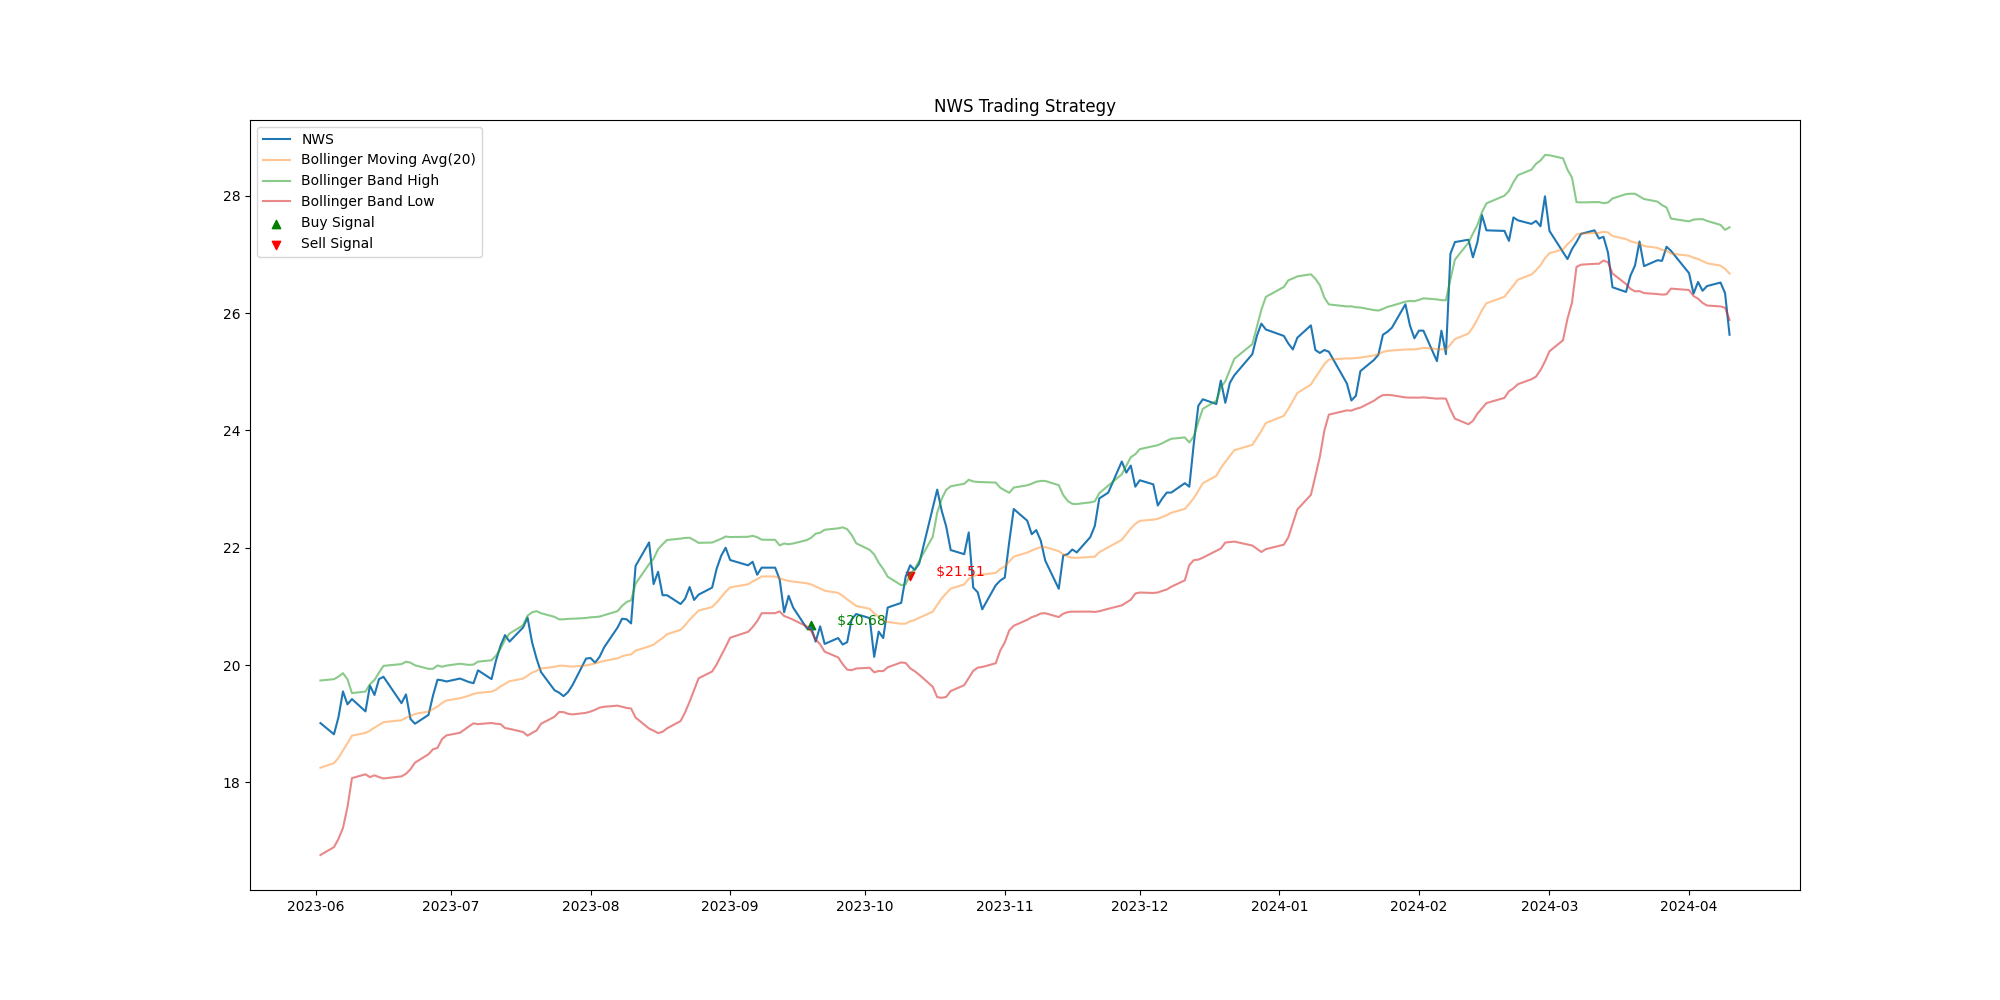 NWS Trading Strategy
NWS
Bollinger Moving Avg(20)
Bollinger Band High
Bollinger Band Low
Buy Signal
Sell Signal
28
26
24
22
20
18
$21.51
$20.68
2023-06 2023-07 2023-08 2023-09 2023-10 2023-11 2023-12 2024-01 2024-02 2024-03 2024-04